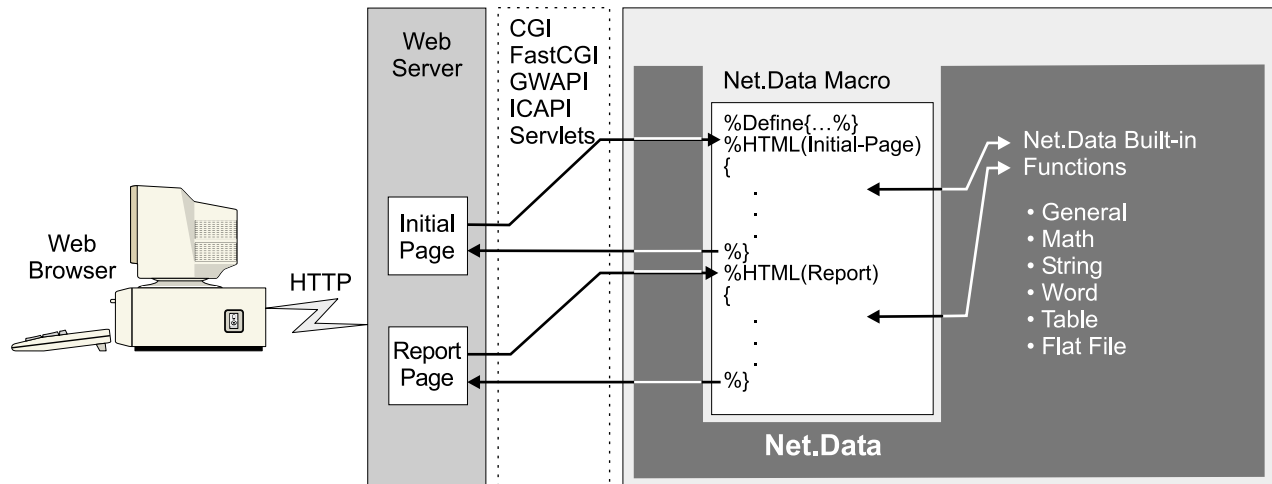 Web
Browser
HTTP
Web
Server
Initial
Page
Report
Page
CGI
FastCGI
GWAPI
ICAPI
Servlets
Net.Data Macro
%Define{…%}
%HTML(Initial-Page)
{
.
.
.
%}
%HTML(Report)
{
.
.
.
%}
Net.Data
Net.Data Built-in
Functions
• General
• Math
• String
• Word
• Table
• Flat File